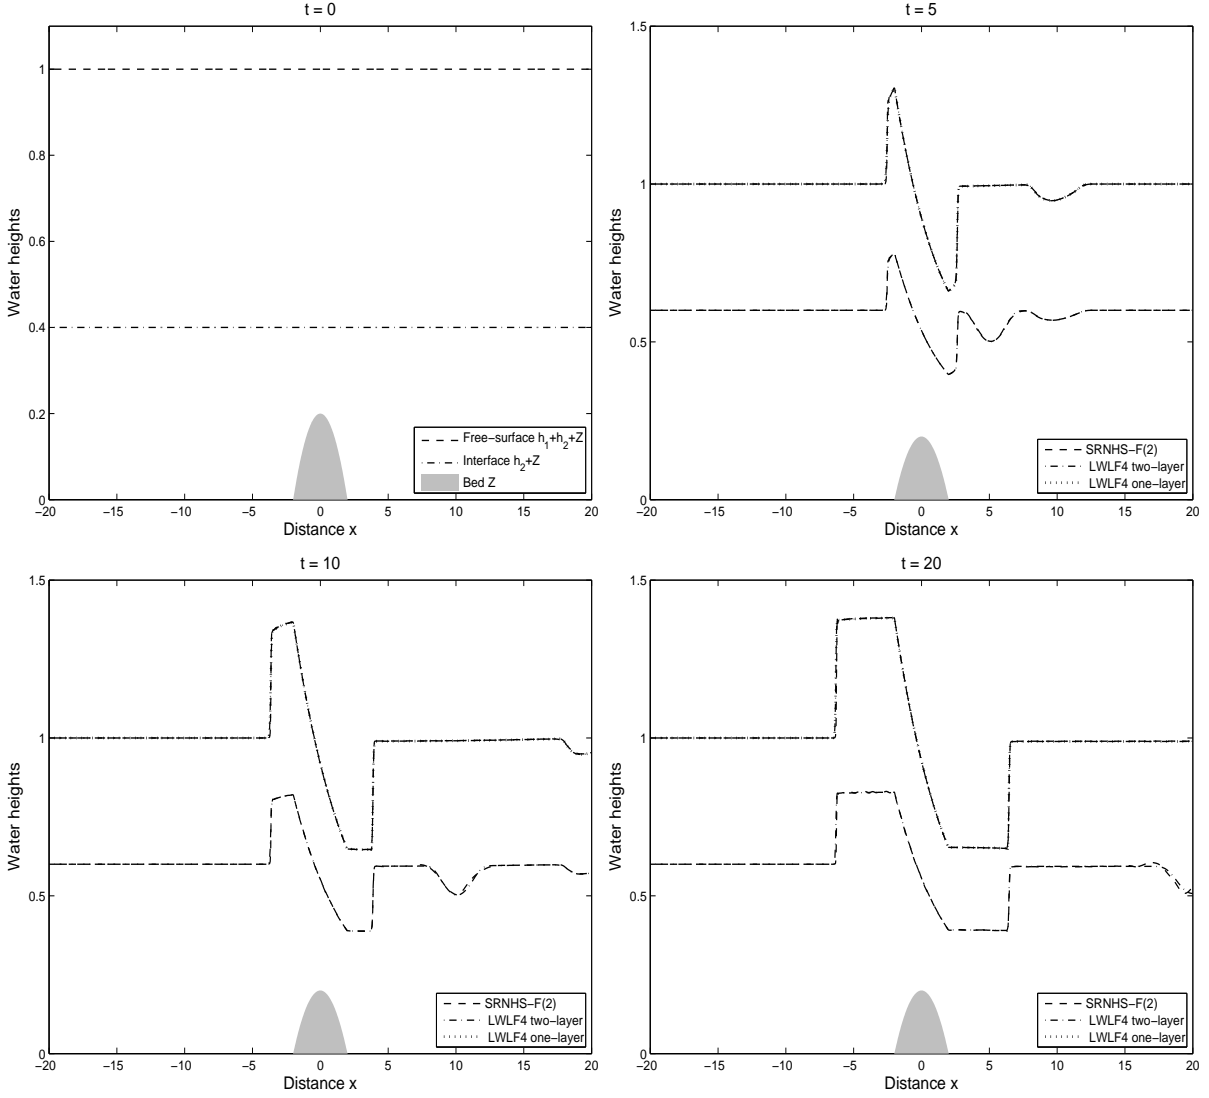 t = 0
Water heights
1
0.8
0.6
0.4
0.2
0
Free-surface h1+h2+Z
Interface h2+Z
Bed Z
−20 −15 −10 −5 0 5 10 15 20
Distance x
t = 5
Water heights
1.5
1
0.5
0
SRNHS-F(2)
LWLF4 two-layer
LWLF4 one-layer
−20 −15 −10 −5 0 5 10 15 20
Distance x
t = 10
Water heights
1.5
1
0.5
0
SRNHS-F(2)
LWLF4 two-layer
LWLF4 one-layer
−20 −15 −10 −5 0 5 10 15 20
Distance x
t = 20
Water heights
1.5
1
0.5
0
SRNHS-F(2)
LWLF4 two-layer
LWLF4 one-layer
−20 −15 −10 −5 0 5 10 15 20
Distance x